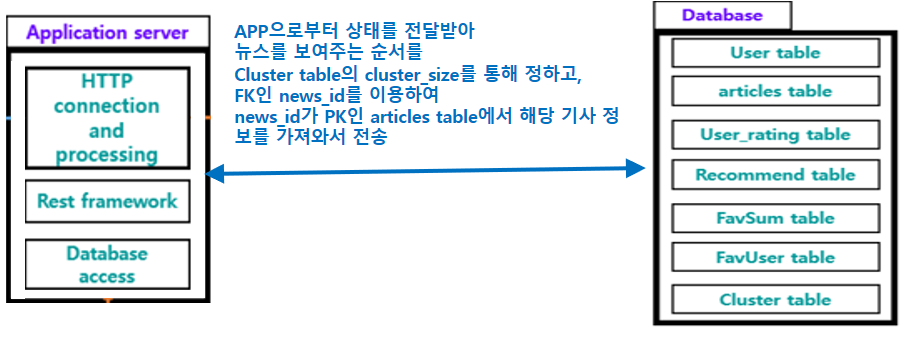 Application server
HTTP
connection
and
processing
Rest framework
Database
access
APP으로부터 상태를 전달받아
뉴스를 보여주는 순서를
Cluster table의 cluster_size를 통해 정하고,
FK인 news_id를 이용하여
news_id가 PK인 articles table에서 해당 기사 정
보를 가져와서 전송
Database
User table
articles table
User_rating table
Recommend table
FavSum table
FavUser table
Cluster table